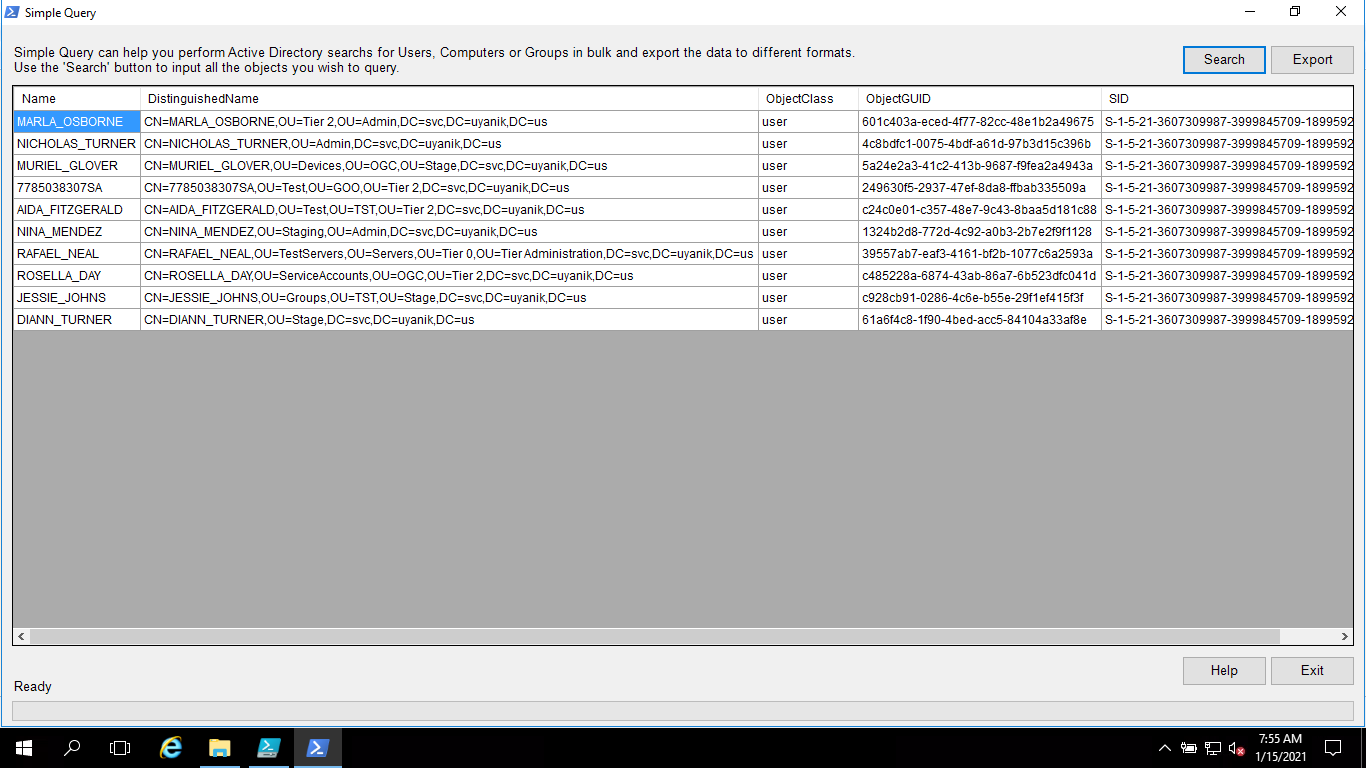 Simple Query
Simple Query can help you perform Active Directory searchs for Users, Computers or Groups in bulk and export the data to different formats.
Use the 'Search' button to input all the objects you wish to query.
Search Export
Name DistinguishedName ObjectClass ObjectGUID SID
MARLA_OSBORNE CN=MARLA_OSBORNE,OU=Tier 2,OU=Admin,DC=svc,DC=uyanik,DC=us user 601c403a-eced-4f77-82cc-48e1b2a49675 S-1-5-21-3607309987-3999845709-1899592
NICHOLAS_TURNER CN=NICHOLAS_TURNER,OU=Admin,DC=svc,DC=uyanik,DC=us user 4c8bdfc1-0075-4bdf-a61d-97b3d15c396b S-1-5-21-3607309987-3999845709-1899592
MURIEL_GLOVER CN=MURIEL_GLOVER,OU=Devices,OU=OGC,OU=Stage,DC=svc,DC=uyanik,DC=us user 5a24e2a3-41c2-413b-9687-f9fea2a4943a S-1-5-21-3607309987-3999845709-1899592
7785038307SA CN=7785038307SA,OU=Test,OU=GOO,OU=Tier 2,DC=svc,DC=uyanik,DC=us user 249630f5-2937-47ef-8da8-ffbab335509a S-1-5-21-3607309987-3999845709-1899592
AIDA_FITZGERALD CN=AIDA_FITZGERALD,OU=Test,OU=TST,OU=Tier 2,DC=svc,DC=uyanik,DC=us user c24c0e01-c357-48e7-9c43-8baa5d181c88 S-1-5-21-3607309987-3999845709-1899592
NINA_MENDEZ CN=NINA_MENDEZ,OU=Staging,OU=Admin,DC=svc,DC=uyanik,DC=us user 1324b2d8-772d-4c92-a0b3-2b7e2f9f1128 S-1-5-21-3607309987-3999845709-1899592
RAFAEL_NEAL CN=RAFAEL_NEAL,OU=TestServers,OU=Servers,OU=Tier 0,OU=Tier Administration,DC=svc,DC=uyanik,DC=us user 39557ab7-eaf3-4161-bf2b-1077c6a2593a S-1-5-21-3607309987-3999845709-1899592
ROSELLA_DAY CN=ROSELLA_DAY,OU=ServiceAccounts,OU=OGC,OU=Tier 2,DC=svc,DC=uyanik,DC=us user c485228a-6874-43ab-86a7-6b523dfc041d S-1-5-21-3607309987-3999845709-1899592
JESSIE_JOHNS CN=JESSIE_JOHNS,OU=Groups,OU=TST,OU=Stage,DC=svc,DC=uyanik,DC=us user c928cb91-0286-4c6e-b55e-29f1ef415f3f S-1-5-21-3607309987-3999845709-1899592
DIANN_TURNER CN=DIANN_TURNER,OU=Stage,DC=svc,DC=uyanik,DC=us user 61a6f4c8-1f90-4bed-acc5-84104a33af8e S-1-5-21-3607309987-3999845709-1899592
Help Exit
Ready
7:55 AM
1/15/2021